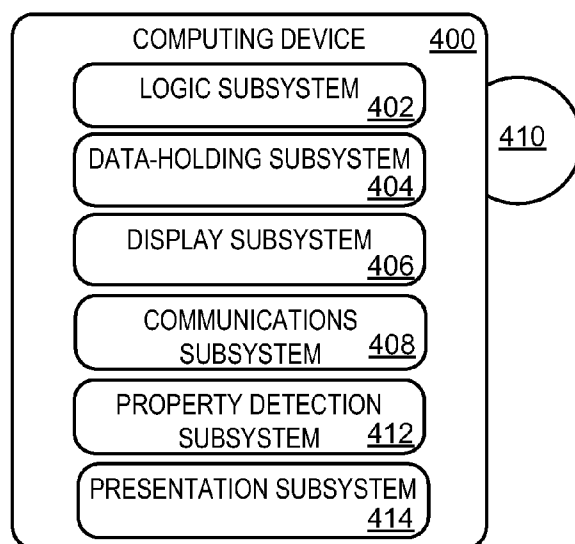 COMPUTING DEVICE 400
LOGIC SUBSYSTEM
402
410
DATA-HOLDING SUBSYSTEM
404
DISPLAY SUBSYSTEM
406
COMMUNICATIONS
SUBSYSTEM 408
PROPERTY DETECTION
SUBSYSTEM 412
PRESENTATION SUBSYSTEM
414